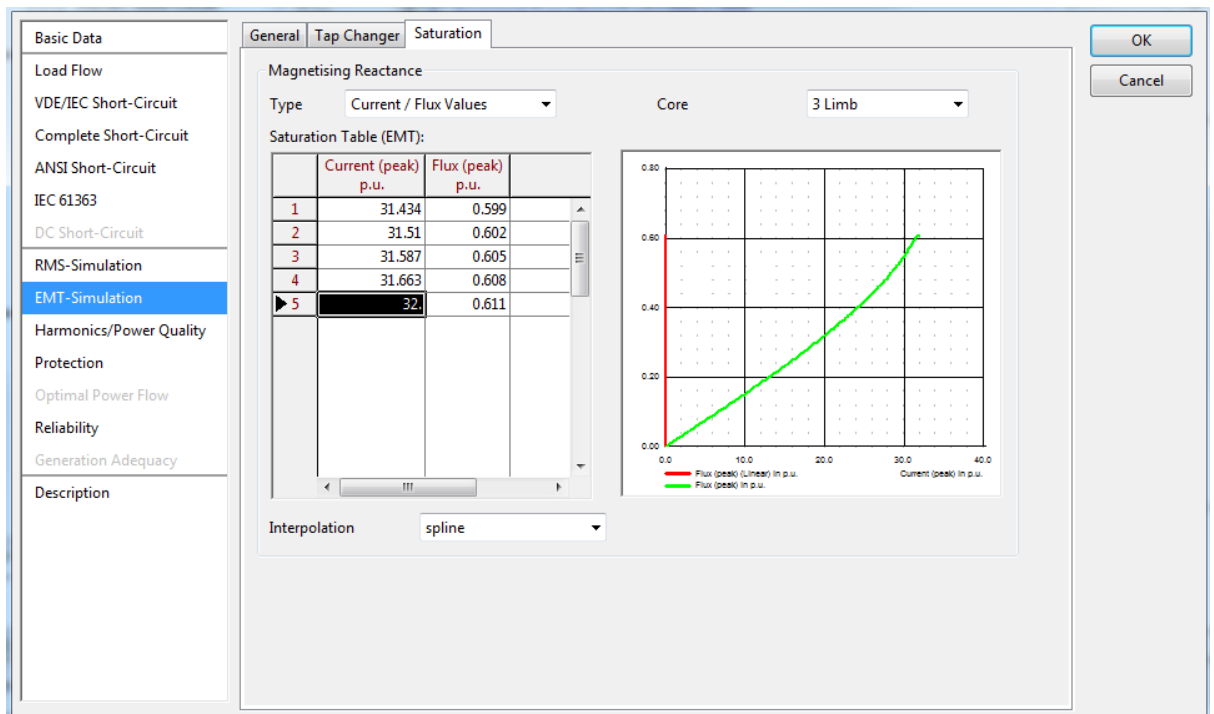 Basic Data
Load Flow
VDE/IEC Short-Circuit
Complete Short-Circuit
ANSI Short-Circuit
IEC 61363
DC Short-Circuit
RMS-Simulation
EMT-Simulation
Harmonics/Power Quality
Protection
Optimal Power Flow
Reliability
Generation Adequacy
Description
General Tap Changer Saturation
Magnetising Reactance
Type Current / Flux Values Core 3 Limb
Saturation Table (EMT):
Current (peak) Flux (peak)
p.u. p.u.
1 31.434 0.599
2 31.51 0.602
3 31.587 0.605
4 31.663 0.608
5 32. 0.611
0.80
0.60
0.40
0.20
0.00
0.0 10.0 20.0 30.0 40.0
Flux (peak) (Linear) in p.u. Current (peak) in p.u.
Flux (peak) in p.u.
Interpolation spline
OK
Cancel